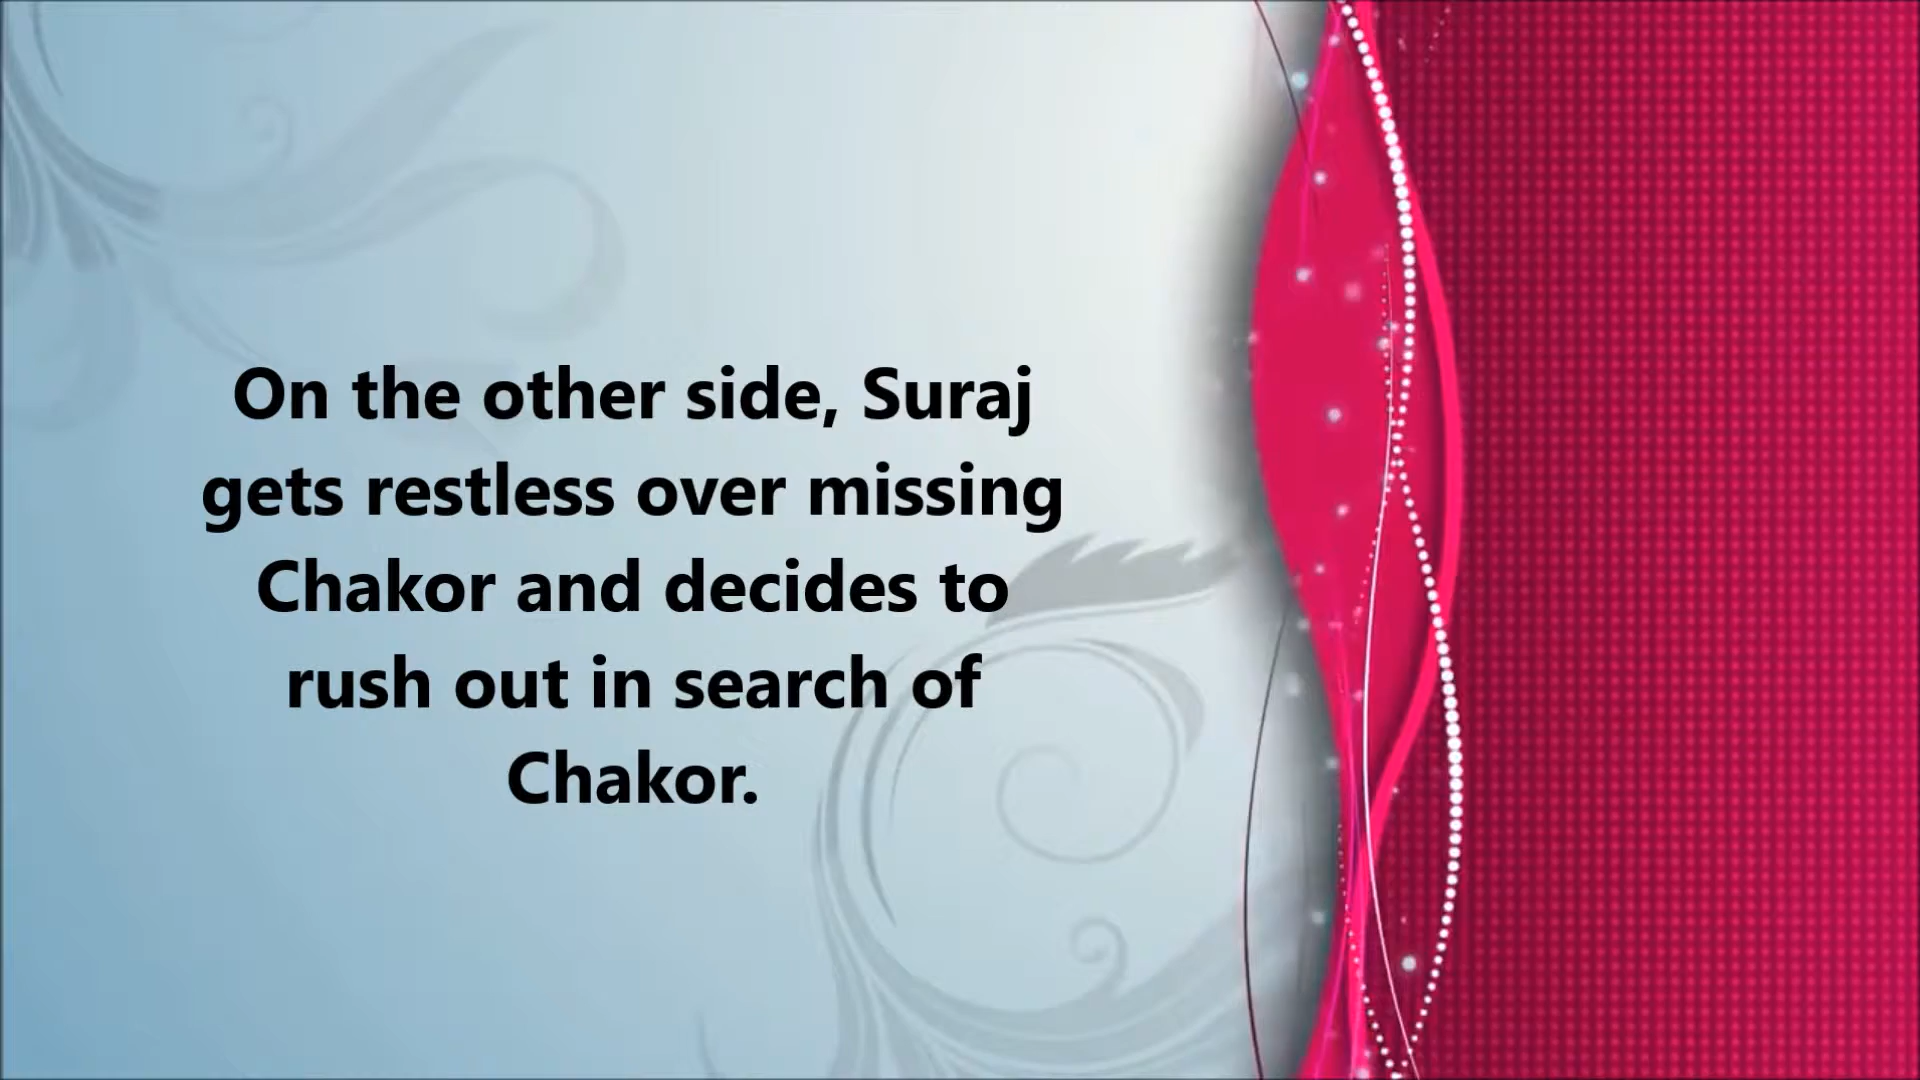 On the other side, Suraj
gets restless over missing
Chakor and decides to
rush out in search of
Chakor.